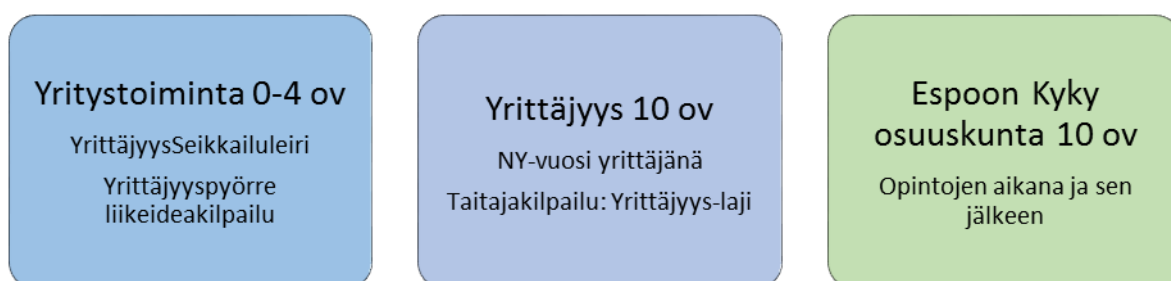 Yritystoiminta 0-4 ov
YrittäjyysSeikkailuleiri
Yrittäjyyspyörre
liikeideakilpailu
Yrittäjyys 10 ov
NY-vuosi yrittäjänä
Taitajakilpailu: Yrittäjyys-laji
Espoon Kyky
osuuskunta 10 ov
Opintojen aikana ja sen
jälkeen